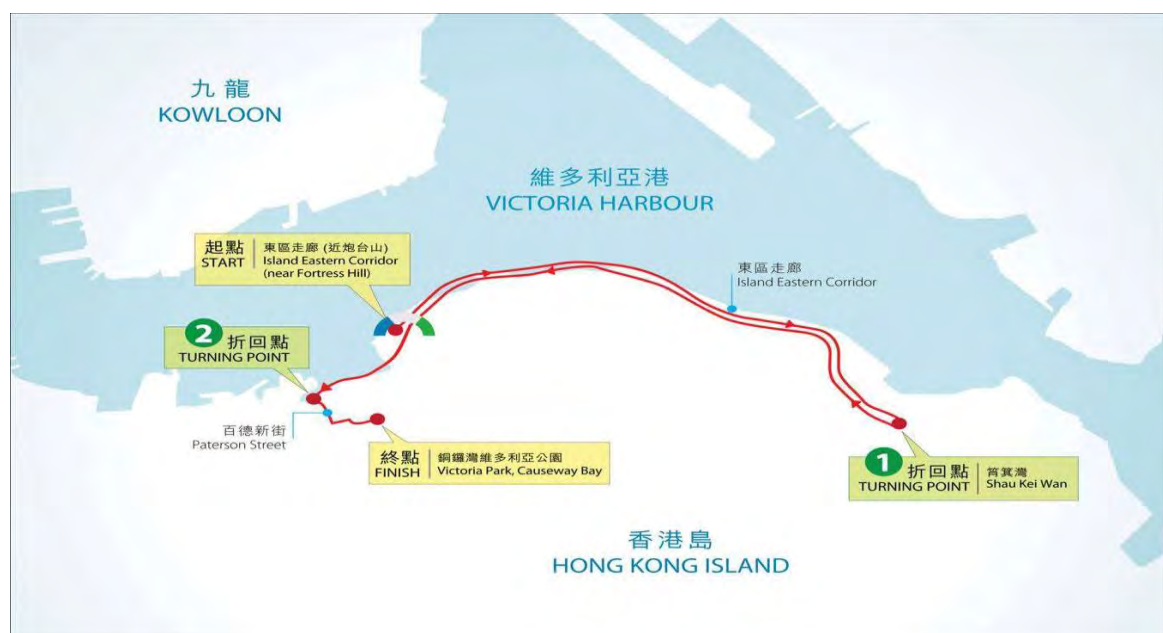 九龍
KOWLOON
維多利亞港
VICTORIA HARBOUR
起點
START
東區走廊 (近炮台山)
Island Eastern Corridor
(near Fortress Hill)
東區走廊
Island Eastern Corridor
2 折回點
TURNING POINT
百德新街
Paterson Street
終點
FINISH
銅鑼灣維多利亞公園
Victoria Park, Causeway Bay
1 折回點
TURNING POINT
筲箕灣
Shau Kei Wan
香港島
HONG KONG ISLAND